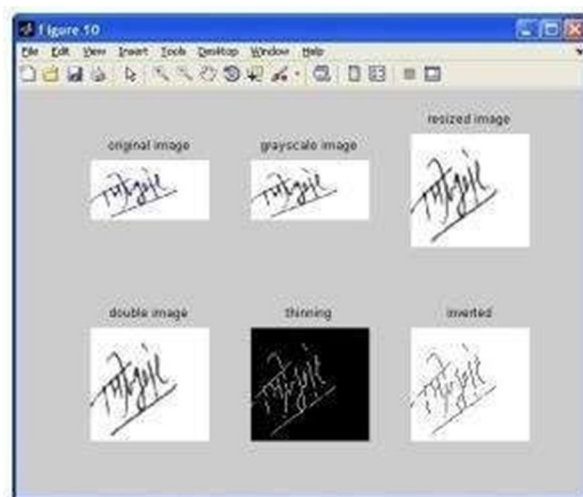 Figure 10
File Edit View Insert Tools Desktop Window Help
original image grayscale image resized image
double image thinning inverted